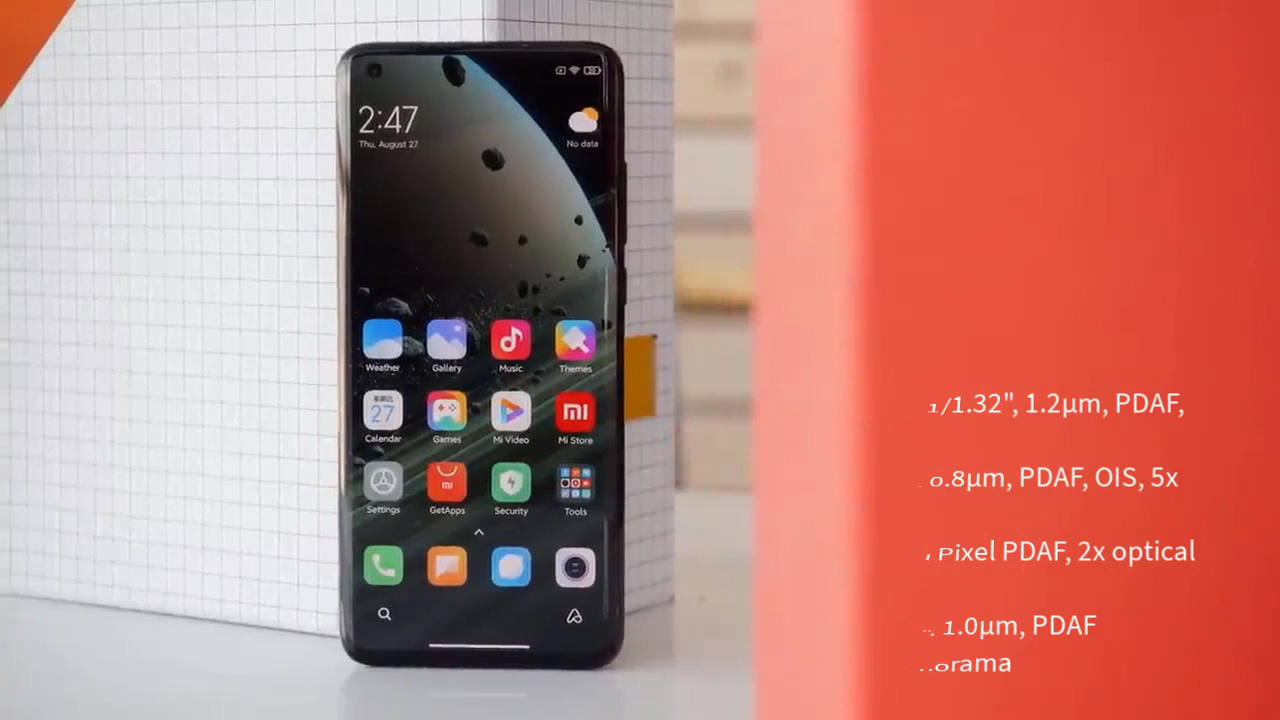 2:47
Thu, August 27
No data
Weather Gallery Music Themes
27
Calendar Games Mi Video Mi Store
Settings GetApps Security Tools
1/1.32", 1.2µm, PDAF,
0.8µm, PDAF, OIS, 5x
Pixel PDAF, 2x optical
1.0µm, PDAF